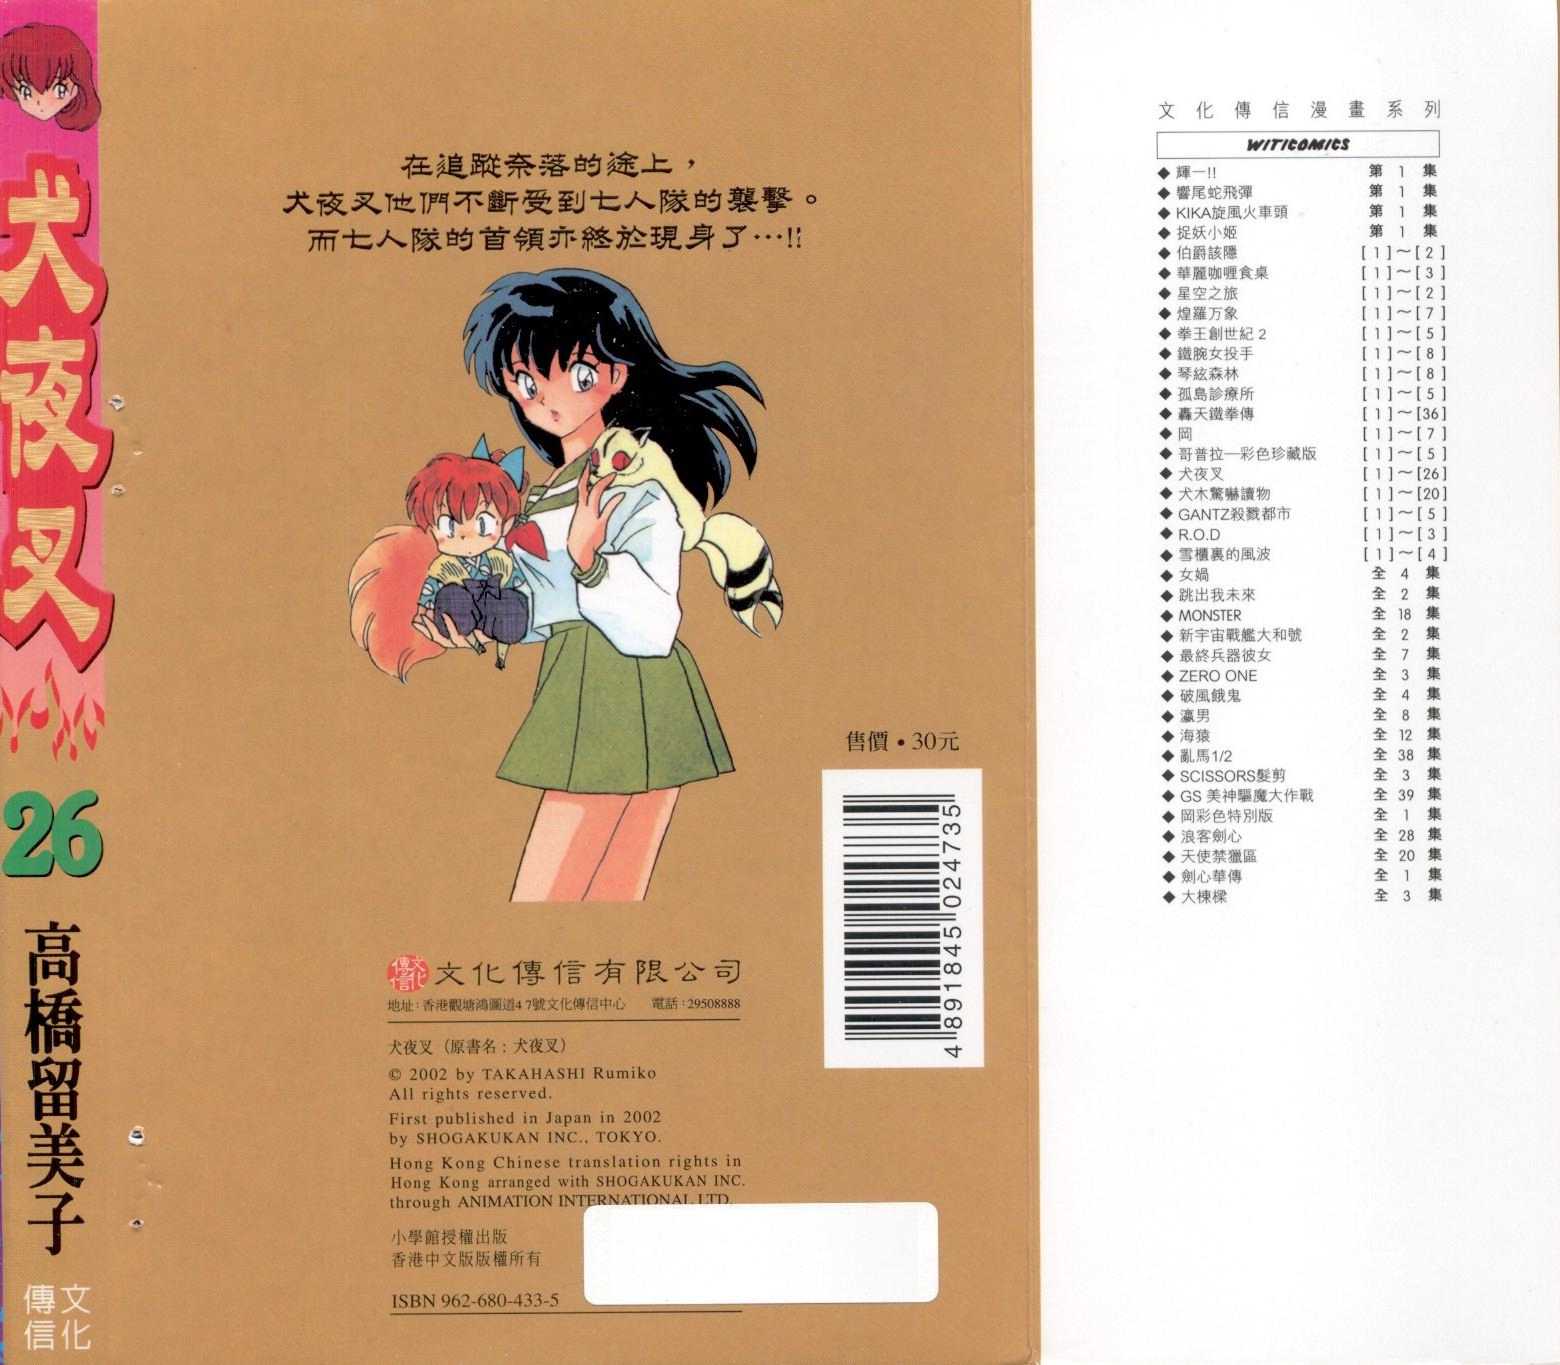 犬夜叉
26
高橋留美子
文化傳信
在追蹤奈落的途上，
犬夜叉他們不斷受到七人隊的襲擊。
而七人隊的首領亦終於現身了…!!
售價・30元
4891845024735
文化傳信
文化傳信有限公司
地址：香港觀塘鴻圖道47號文化傳信中心 電話：29508888
犬夜叉（原書名：犬夜叉）
© 2002 by TAKAHASHI Rumiko
All rights reserved.
First published in Japan in 2002
by SHOGAKUKAN INC., TOKYO.
Hong Kong Chinese translation rights in
Hong Kong arranged with SHOGAKUKAN INC.
through ANIMATION INTERNATIONAL LTD.
小學館授權出版
香港中文版版權所有
ISBN 962-680-433-5
文化傳信漫畫系列
WITICOMICS
◆ 輝一!! 第 1 集
◆ 響尾蛇飛彈 第 1 集
◆ KIKA旋風火車頭 第 1 集
◆ 捉妖小姬 第 1 集
◆ 伯爵該隱 [1]～[2]
◆ 華麗咖喱食桌 [1]～[3]
◆ 星空之旅 [1]～[2]
◆ 煌羅万象 [1]～[7]
◆ 拳王創世紀 2 [1]～[5]
◆ 鐵腕女投手 [1]～[8]
◆ 琴絃森林 [1]～[8]
◆ 孤島診療所 [1]～[5]
◆ 轟天鐵拳傳 [1]～[36]
◆ 岡 [1]～[7]
◆ 哥普拉—彩色珍藏版 [1]～[5]
◆ 犬夜叉 [1]～[26]
◆ 犬木驚嚇讀物 [1]～[20]
◆ GANTZ殺戮都市 [1]～[5]
◆ R.O.D [1]～[3]
◆ 雪櫃裏的風波 [1]～[4]
◆ 女媧 全 4 集
◆ 跳出我未來 全 2 集
◆ MONSTER 全 18 集
◆ 新宇宙戰艦大和號 全 2 集
◆ 最終兵器彼女 全 7 集
◆ ZERO ONE 全 3 集
◆ 破風餓鬼 全 4 集
◆ 瀛男 全 8 集
◆ 海猿 全 12 集
◆ 亂馬1/2 全 38 集
◆ SCISSORS髮剪 全 3 集
◆ GS 美神驅魔大作戰 全 39 集
◆ 岡彩色特別版 全 1 集
◆ 浪客劍心 全 28 集
◆ 天使禁獵區 全 20 集
◆ 劍心華傳 全 1 集
◆ 大棟樑 全 3 集